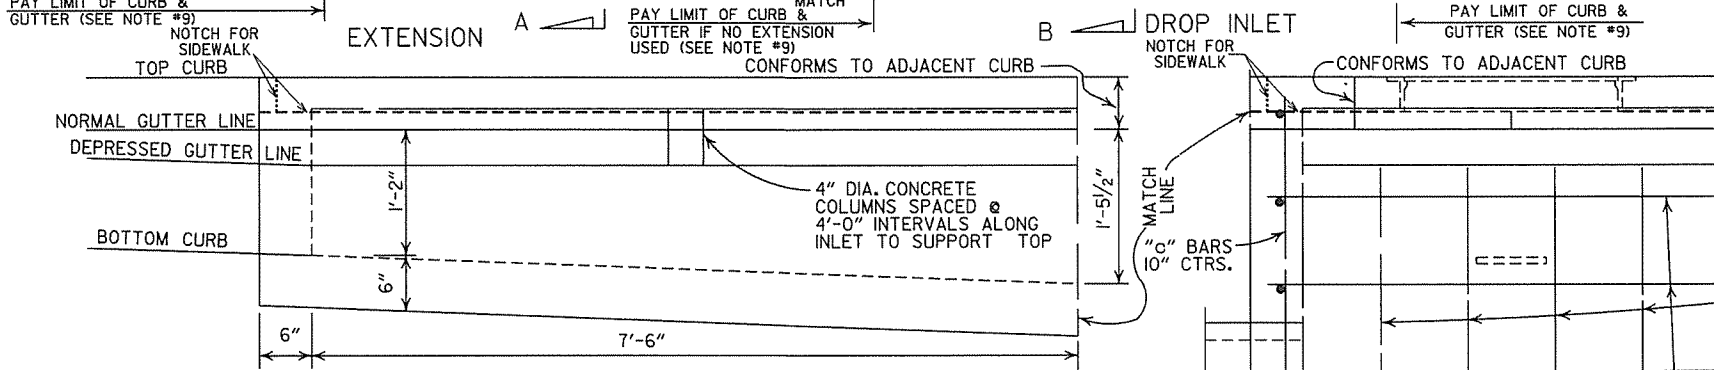 PAY LIMIT OF CURB &
GUTTER (SEE NOTE #9)
NOTCH FOR
SIDEWALK
EXTENSION
A
MATCH
PAY LIMIT OF CURB &
GUTTER IF NO EXTENSION
USED (SEE NOTE #9)
B
DROP INLET
PAY LIMIT OF CURB &
GUTTER (SEE NOTE #9)
NOTCH FOR
SIDEWALK
TOP CURB
CONFORMS TO ADJACENT CURB
CONFORMS TO ADJACENT CURB
NORMAL GUTTER LINE
DEPRESSED GUTTER LINE
1'-2"
4" DIA. CONCRETE
COLUMNS SPACED @
4'-0" INTERVALS ALONG
INLET TO SUPPORT TOP
1'-5 1/2"
MATCH
LINE
BOTTOM CURB
"c" BARS
10" CTRS.
6"
6"
7'-6"